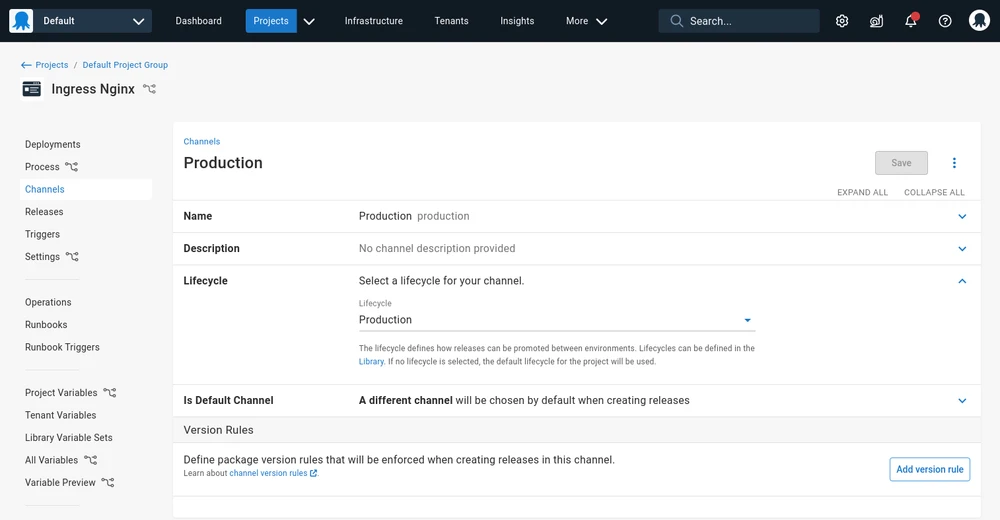 Default
Dashboard
Projects
Infrastructure
Tenants
Insights
More
Search...
Projects / Default Project Group
Ingress Nginx
Deployments
Process
Channels
Releases
Triggers
Settings
Operations
Runbooks
Runbook Triggers
Project Variables
Tenant Variables
Library Variable Sets
All Variables
Variable Preview
Channels
Production
Save
EXPAND ALL COLLAPSE ALL
Name Production production
Description No channel description provided
Lifecycle Select a lifecycle for your channel.
Lifecycle
Production
The lifecycle defines how releases can be promoted between environments. Lifecycles can be defined in the
Library. If no lifecycle is selected, the default lifecycle for the project will be used.
Is Default Channel A different channel will be chosen by default when creating releases
Version Rules
Define package version rules that will be enforced when creating releases in this channel.
Learn about channel version rules.
Add version rule